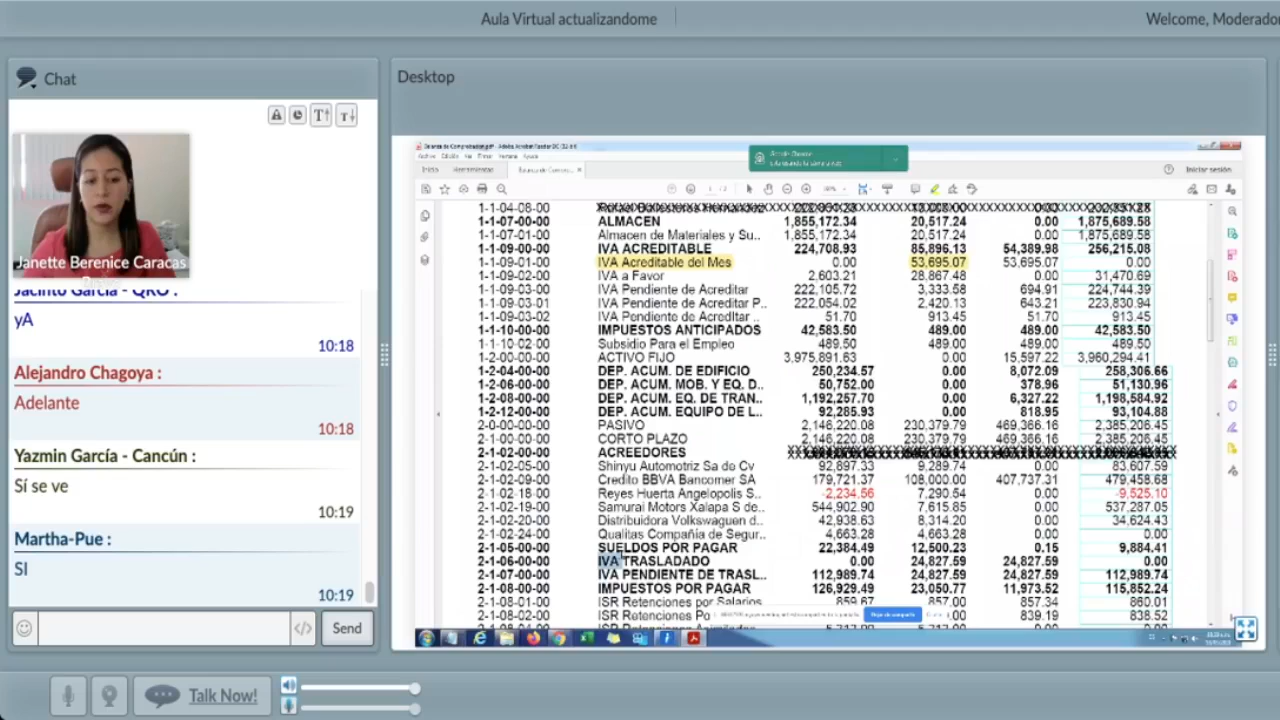 Aula Virtual actualizandome
Welcome, Moderador
Chat
Janette Berenice Caracas
Jacinto García - QRO :
yA
10:18
Alejandro Chagoya :
Adelante
10:18
Yazmin García - Cancún :
Sí se ve
10:19
Martha-Pue :
SI
10:19
Send
Talk Now!
Desktop
Inicio Herramientas Iniciar sesión
1-1-04-08-00
1-1-07-00-00 ALMACEN 1,855,172.34 20,517.24 0.00 1,875,689.58
1-1-07-01-00 Almacen de Materiales y Su.. 1,855,172.34 20,517.24 0.00 1,875,689.58
1-1-09-00-00 IVA ACREDITABLE 224,708.93 85,896.13 54,389.98 256,215.08
1-1-09-01-00 IVA Acreditable del Mes 0.00 53,695.07 53,695.07 0.00
1-1-09-02-00 IVA a Favor 2,603.21 28,867.48 0.00 31,470.69
1-1-09-03-00 IVA Pendiente de Acreditar 222,105.72 3,333.58 694.91 224,744.39
1-1-09-03-01 IVA Pendiente de Acreditar P.. 222,054.02 2,420.13 643.21 223,830.94
1-1-09-03-02 IVA Pendiente de Acreditar .. 51.70 913.45 51.70 913.45
1-1-10-00-00 IMPUESTOS ANTICIPADOS 42,583.50 489.00 489.00 42,583.50
1-1-10-02-00 Subsidio Para el Empleo 489.50 489.00 489.00 489.50
1-2-00-00-00 ACTIVO FIJO 3,975,891.63 0.00 15,597.22 3,960,294.41
1-2-04-00-00 DEP. ACUM. DE EDIFICIO 250,234.57 0.00 8,072.09 258,306.66
1-2-06-00-00 DEP. ACUM. MOB. Y EQ. D.. 50,752.00 0.00 378.96 51,130.96
1-2-08-00-00 DEP. ACUM. EQ. DE TRAN.. 1,192,257.70 0.00 6,327.22 1,198,584.92
1-2-12-00-00 DEP. ACUM. EQUIPO DE L.. 92,285.93 0.00 818.95 93,104.88
2-0-00-00-00 PASIVO 2,146,220.08 230,379.79 469,366.16 2,385,206.45
2-1-00-00-00 CORTO PLAZO 2,146,220.08 230,379.79 469,366.16 2,385,206.45
2-1-02-00-00 ACREEDORES
2-1-02-05-00 Shinyu Automotriz Sa de Cv 92,897.33 9,289.74 0.00 83,607.59
2-1-02-09-00 Credito BBVA Bancomer SA 179,721.37 108,000.00 407,737.31 479,458.68
2-1-02-18-00 Reyes Huerta Angelopolis S.. -2,234.56 7,290.54 0.00 -9,525.10
2-1-02-19-00 Samurai Motors Xalapa S de.. 544,902.90 7,615.85 0.00 537,287.05
2-1-02-20-00 Distribuidora Volkswaguen d.. 42,938.63 8,314.20 0.00 34,624.43
2-1-02-24-00 Qualitas Compañia de Segur.. 4,663.28 4,663.28 0.00 0.00
2-1-05-00-00 SUELDOS POR PAGAR 22,384.49 12,500.23 0.15 9,884.41
2-1-06-00-00 IVA TRASLADADO 0.00 24,827.59 24,827.59 0.00
2-1-07-00-00 IVA PENDIENTE DE TRASL.. 112,989.74 24,827.59 24,827.59 112,989.74
2-1-08-00-00 IMPUESTOS POR PAGAR 126,929.49 23,050.77 11,973.52 115,852.24
2-1-08-01-00 ISR Retenciones por Salarios 859.67 857.00 857.34 860.01
2-1-08-02-00 ISR Retenciones Po 839.19 838.52